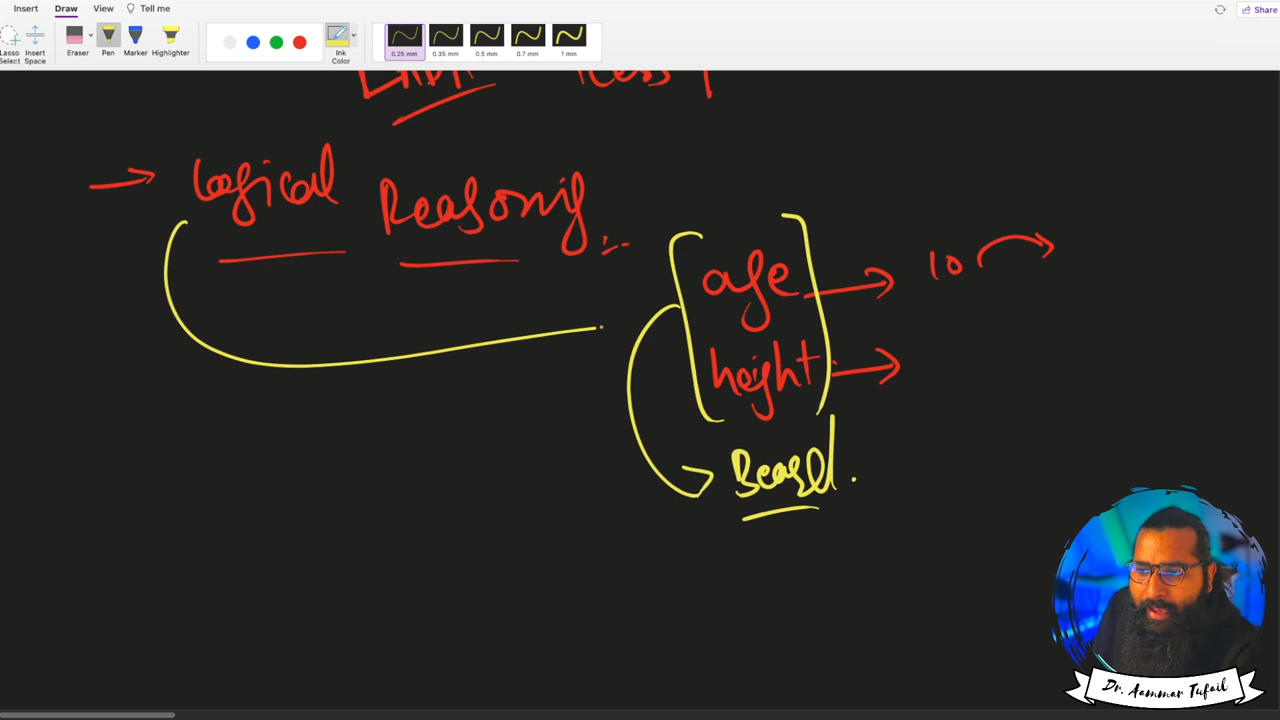 Insert Draw View Tell me
Share
Lasso Select
Insert Space
Eraser
Pen
Marker
Highlighter
Ink Color
0.25 mm
0.35 mm
0.5 mm
0.7 mm
1 mm
→ Logical Reasonig :-
age → 10
height →
Beard.
Dr. Aammar Tufail